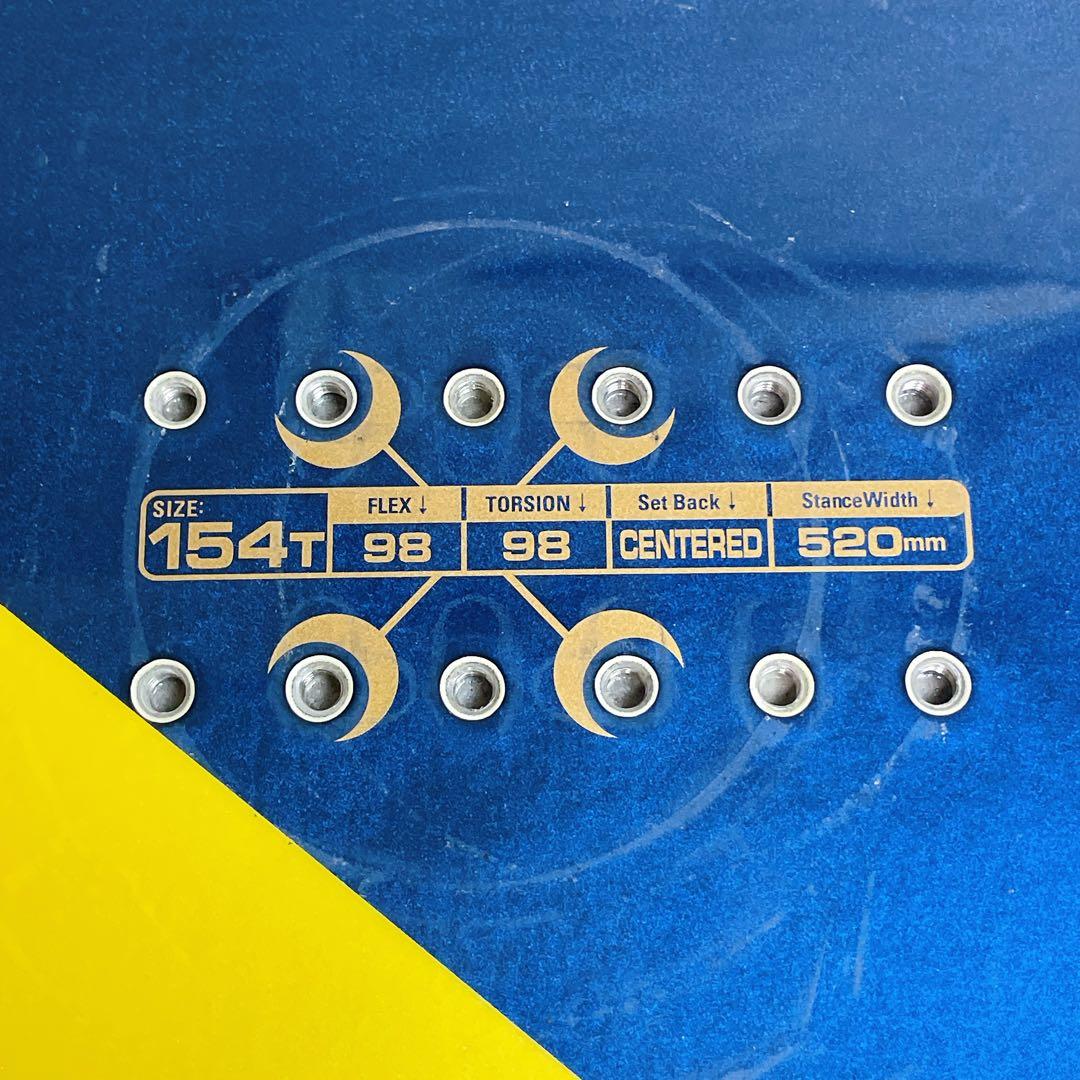 SIZE: FLEX ↓ TORSION ↓ Set Back ↓ StanceWidth ↓
154T 98 98 CENTERED 520mm